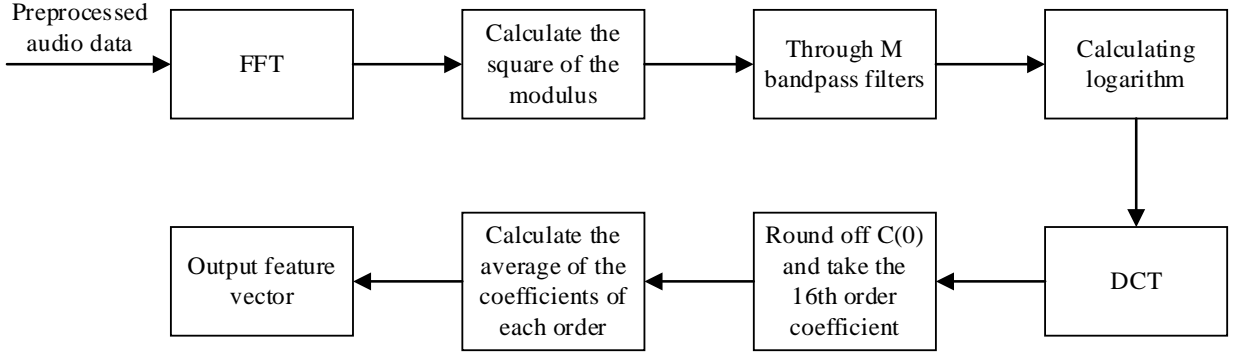 Preprocessed
audio data
FFT
Calculate the
square of the
modulus
Through M
bandpass filters
Calculating
logarithm
DCT
Round off C(0)
and take the
16th order
coefficient
Calculate the
average of the
coefficients of
each order
Output feature
vector